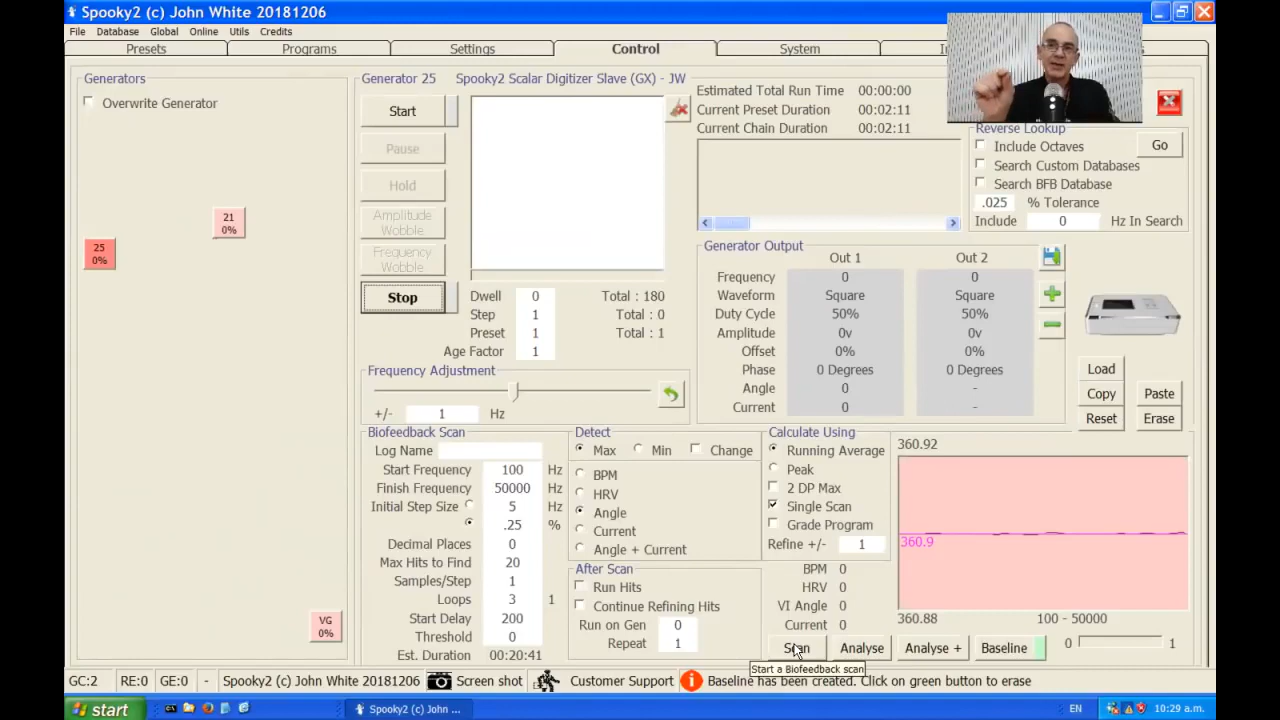 Spooky2 (c) John White 20181206
File Database Global Online Utils Credits
Presets Programs Settings Control System
Generators
Overwrite Generator
21
0%
25
0%
VG
0%
Generator 25 Spooky2 Scalar Digitizer Slave (GX) - JW
Start
Pause
Hold
Amplitude
Wobble
Frequency
Wobble
Stop
Dwell 0 Total : 180
Step 1 Total : 0
Preset 1 Total : 1
Age Factor 1
Frequency Adjustment
+/- 1 Hz
Estimated Total Run Time 00:00:00
Current Preset Duration 00:02:11
Current Chain Duration 00:02:11
Reverse Lookup
Include Octaves Go
Search Custom Databases
Search BFB Database
.025 % Tolerance
Include 0 Hz In Search
Generator Output
Out 1 Out 2
Frequency 0 0
Waveform Square Square
Duty Cycle 50% 50%
Amplitude 0v 0v
Offset 0% 0%
Phase 0 Degrees 0 Degrees
Angle 0 -
Current 0 -
Load
Copy Paste
Reset Erase
Biofeedback Scan
Log Name
Start Frequency 100 Hz
Finish Frequency 50000 Hz
Initial Step Size 5 Hz
.25 %
Decimal Places 0
Max Hits to Find 20
Samples/Step 1
Loops 3 1
Start Delay 200
Threshold 0
Est. Duration 00:20:41
Detect
Max Min Change
BPM
HRV
Angle
Current
Angle + Current
After Scan
Run Hits
Continue Refining Hits
Run on Gen 0
Repeat 1
Calculate Using
Running Average
Peak
2 DP Max
Single Scan
Grade Program
Refine +/- 1
BPM 0
HRV 0
VI Angle 0
Current 0
360.92
360.9
360.88 100 - 50000
Scan Analyse Analyse + Baseline 0 1
Start a Biofeedback scan
GC:2 RE:0 GE:0 - Spooky2 (c) John White 20181206 Screen shot Customer Support Baseline has been created. Click on green button to erase
start Spooky2 (c) John White ... EN 10:29 a.m.